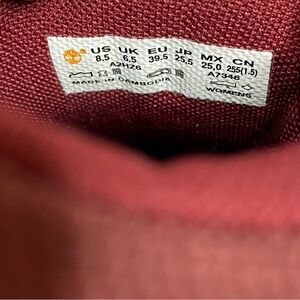 US UK EU JP MX CN
8.5 6.5 39.5 25.5 25.0 255(1.5)
A2HZ6 A7346
MADE IN CAMBODIA WOMENS